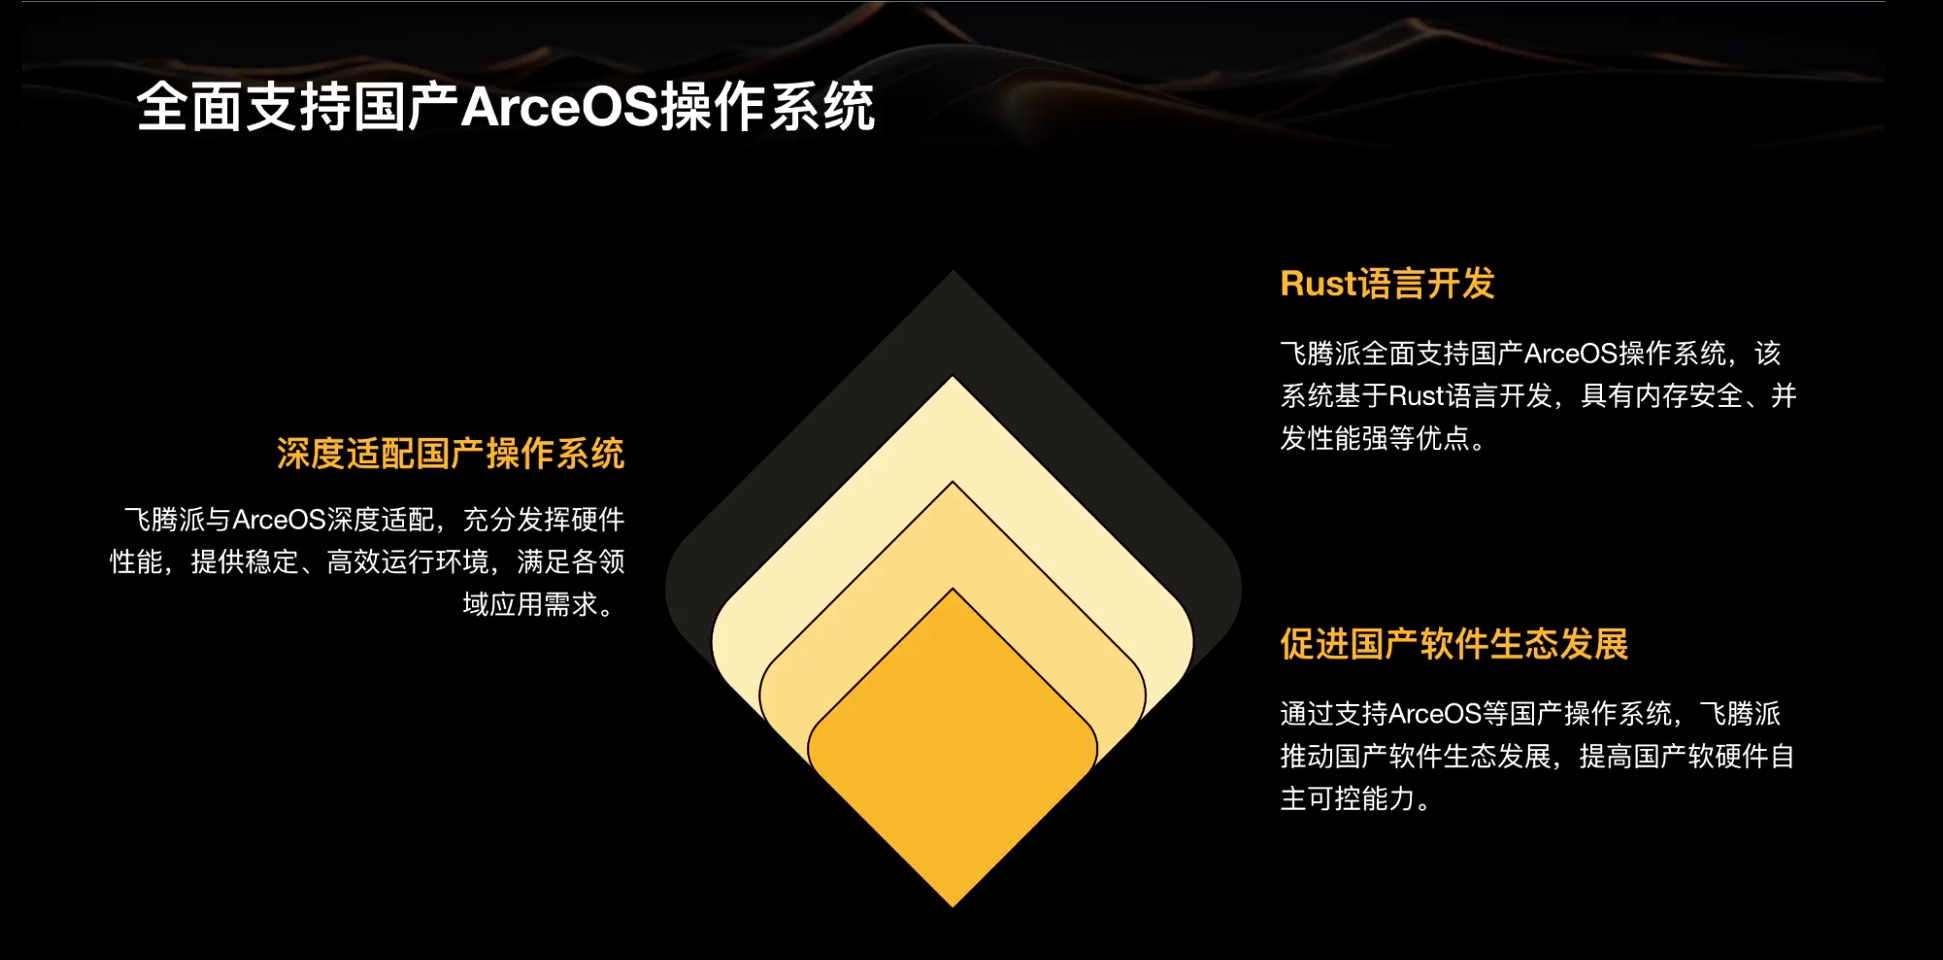 全面支持国产ArceOS操作系统
深度适配国产操作系统
飞腾派与ArceOS深度适配，充分发挥硬件
性能，提供稳定、高效运行环境，满足各领
域应用需求。
Rust语言开发
飞腾派全面支持国产ArceOS操作系统，该
系统基于Rust语言开发，具有内存安全、并
发性能强等优点。
促进国产软件生态发展
通过支持ArceOS等国产操作系统，飞腾派
推动国产软件生态发展，提高国产软硬件自
主可控能力。